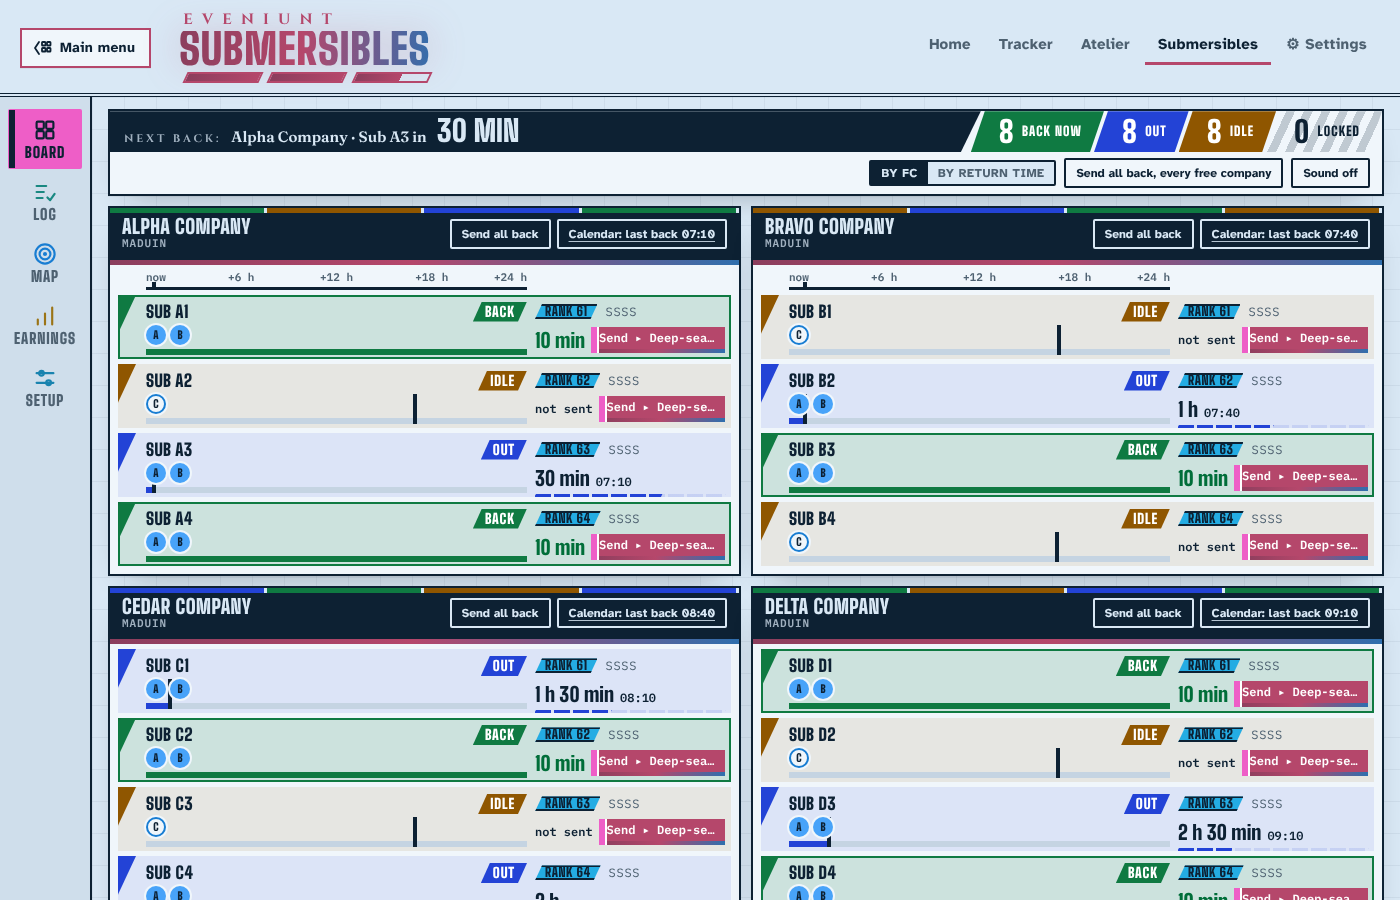 Main menu
EVENIUNT
SUBMERSIBLES
Home Tracker Atelier Submersibles ⚙ Settings
BOARD
LOG
MAP
EARNINGS
SETUP
NEXT BACK: Alpha Company · Sub A3 in 30 MIN
8 BACK NOW 8 OUT 8 IDLE 0 LOCKED
BY FC BY RETURN TIME Send all back, every free company Sound off
ALPHA COMPANY
MADUIN
Send all back Calendar: last back 07:10
now +6 h +12 h +18 h +24 h
SUB A1 BACK RANK 61 SSSS
A B 10 min Send ▸ Deep-sea…
SUB A2 IDLE RANK 62 SSSS
C not sent Send ▸ Deep-se…
SUB A3 OUT RANK 63 SSSS
A B 30 min 07:10
SUB A4 BACK RANK 64 SSSS
A B 10 min Send ▸ Deep-sea…
BRAVO COMPANY
MADUIN
Send all back Calendar: last back 07:40
now +6 h +12 h +18 h +24 h
SUB B1 IDLE RANK 61 SSSS
C not sent Send ▸ Deep-sea…
SUB B2 OUT RANK 62 SSSS
A B 1 h 07:40
SUB B3 BACK RANK 63 SSSS
A B 10 min Send ▸ Deep-sea…
SUB B4 IDLE RANK 64 SSSS
C not sent Send ▸ Deep-sea…
CEDAR COMPANY
MADUIN
Send all back Calendar: last back 08:40
SUB C1 OUT RANK 61 SSSS
A B 1 h 30 min 08:10
SUB C2 BACK RANK 62 SSSS
A B 10 min Send ▸ Deep-sea…
SUB C3 IDLE RANK 63 SSSS
C not sent Send ▸ Deep-se…
SUB C4 OUT RANK 64 SSSS
A B 2 h
DELTA COMPANY
MADUIN
Send all back Calendar: last back 09:10
SUB D1 BACK RANK 61 SSSS
A B 10 min Send ▸ Deep-sea…
SUB D2 IDLE RANK 62 SSSS
C not sent Send ▸ Deep-sea…
SUB D3 OUT RANK 63 SSSS
A B 2 h 30 min 09:10
SUB D4 BACK RANK 64 SSSS
A B 10 min Send ▸ Deep-sea…